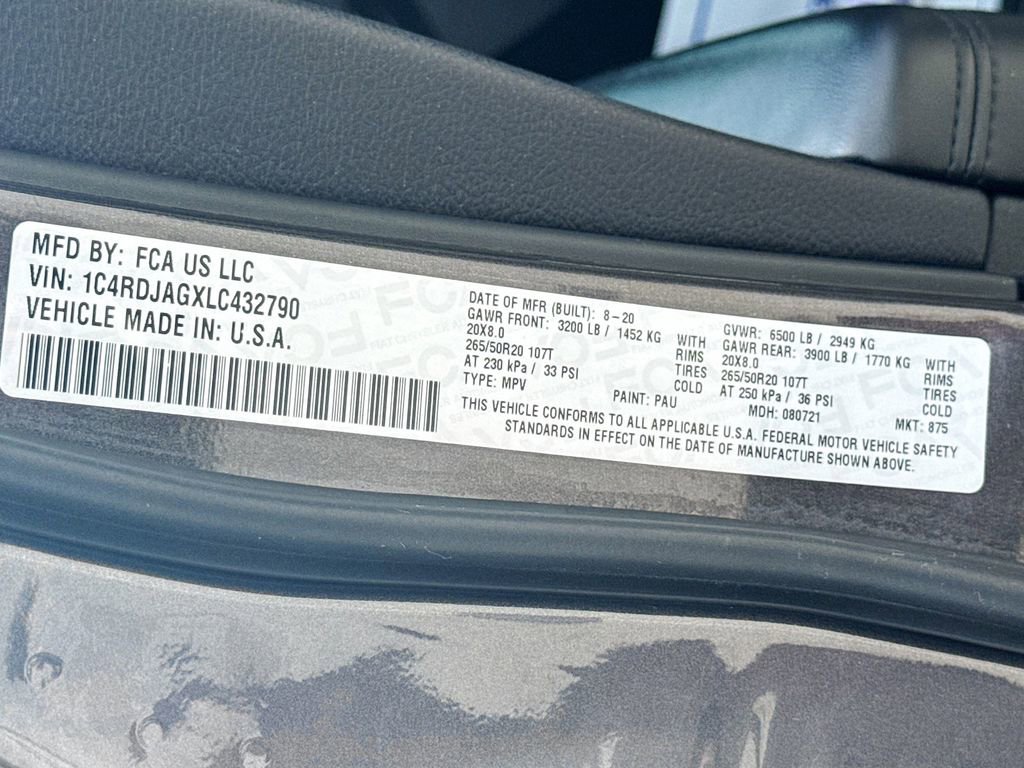 MFD BY: FCA US LLC
VIN: 1C4RDJAGXLC432790
VEHICLE MADE IN: U.S.A.
DATE OF MFR (BUILT): 8-20
GAWR FRONT: 3200 LB / 1452 KG WITH
20X8.0 RIMS
265/50R20 107T TIRES
AT 230 kPa / 33 PSI COLD
TYPE: MPV PAINT: PAU
GVWR: 6500 LB / 2949 KG
GAWR REAR: 3900 LB / 1770 KG WITH
20X8.0 RIMS
265/50R20 107T TIRES
AT 250 kPa / 36 PSI COLD
MDH: 080721 MKT: 875
THIS VEHICLE CONFORMS TO ALL APPLICABLE U.S.A. FEDERAL MOTOR VEHICLE SAFETY
STANDARDS IN EFFECT ON THE DATE OF MANUFACTURE SHOWN ABOVE.